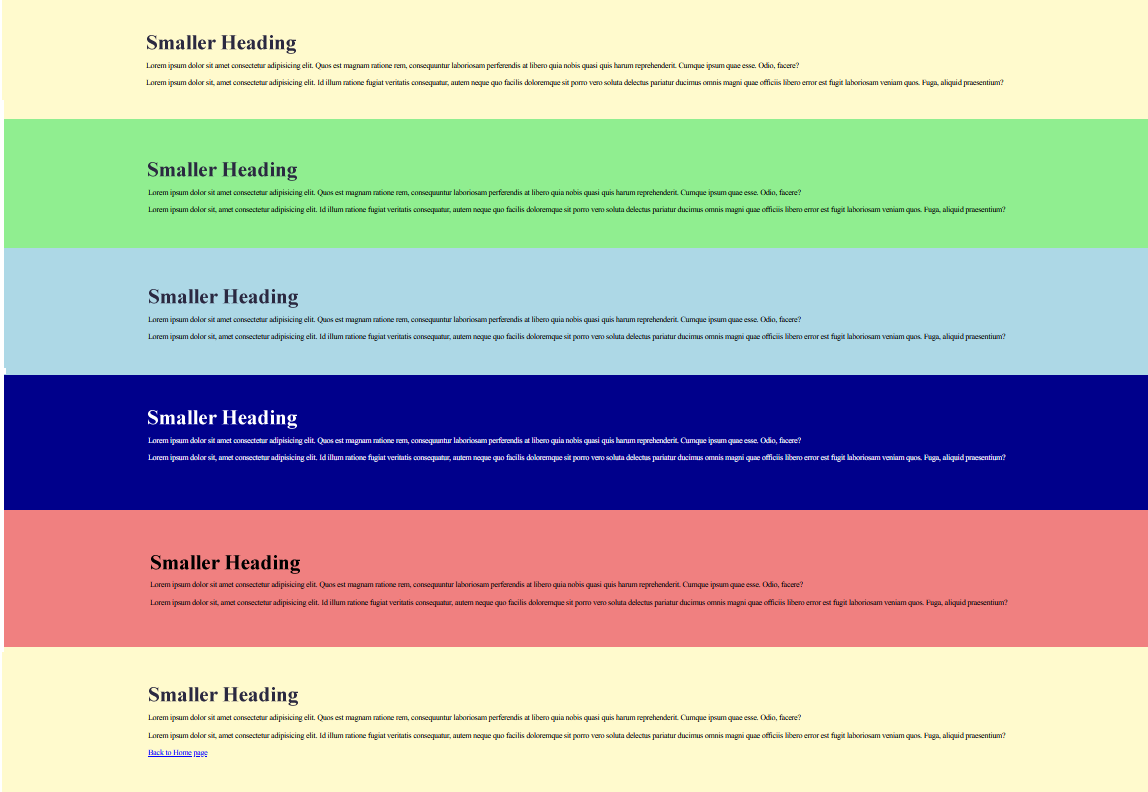 Smaller Heading
Lorem ipsum dolor sit amet consectetur adipisicing elit. Quos est magnam ratione rem, consequuntur laboriosam perferendis at libero quia nobis quasi quis harum reprehenderit. Cumque ipsum quae esse. Odio, facere?
Lorem ipsum dolor sit, amet consectetur adipisicing elit. Id illum ratione fugiat veritatis consequatur, autem neque quo facilis doloremque sit porro vero soluta delectus pariatur ducimus omnis magni quae officiis libero error est fugit laboriosam veniam quos. Fuga, aliquid praesentium?
Smaller Heading
Lorem ipsum dolor sit amet consectetur adipisicing elit. Quos est magnam ratione rem, consequuntur laboriosam perferendis at libero quia nobis quasi quis harum reprehenderit. Cumque ipsum quae esse. Odio, facere?
Lorem ipsum dolor sit, amet consectetur adipisicing elit. Id illum ratione fugiat veritatis consequatur, autem neque quo facilis doloremque sit porro vero soluta delectus pariatur ducimus omnis magni quae officiis libero error est fugit laboriosam veniam quos. Fuga, aliquid praesentium?
Smaller Heading
Lorem ipsum dolor sit amet consectetur adipisicing elit. Quos est magnam ratione rem, consequuntur laboriosam perferendis at libero quia nobis quasi quis harum reprehenderit. Cumque ipsum quae esse. Odio, facere?
Lorem ipsum dolor sit, amet consectetur adipisicing elit. Id illum ratione fugiat veritatis consequatur, autem neque quo facilis doloremque sit porro vero soluta delectus pariatur ducimus omnis magni quae officiis libero error est fugit laboriosam veniam quos. Fuga, aliquid praesentium?
Smaller Heading
Lorem ipsum dolor sit amet consectetur adipisicing elit. Quos est magnam ratione rem, consequuntur laboriosam perferendis at libero quia nobis quasi quis harum reprehenderit. Cumque ipsum quae esse. Odio, facere?
Lorem ipsum dolor sit, amet consectetur adipisicing elit. Id illum ratione fugiat veritatis consequatur, autem neque quo facilis doloremque sit porro vero soluta delectus pariatur ducimus omnis magni quae officiis libero error est fugit laboriosam veniam quos. Fuga, aliquid praesentium?
Smaller Heading
Lorem ipsum dolor sit amet consectetur adipisicing elit. Quos est magnam ratione rem, consequuntur laboriosam perferendis at libero quia nobis quasi quis harum reprehenderit. Cumque ipsum quae esse. Odio, facere?
Lorem ipsum dolor sit, amet consectetur adipisicing elit. Id illum ratione fugiat veritatis consequatur, autem neque quo facilis doloremque sit porro vero soluta delectus pariatur ducimus omnis magni quae officiis libero error est fugit laboriosam veniam quos. Fuga, aliquid praesentium?
Smaller Heading
Lorem ipsum dolor sit amet consectetur adipisicing elit. Quos est magnam ratione rem, consequuntur laboriosam perferendis at libero quia nobis quasi quis harum reprehenderit. Cumque ipsum quae esse. Odio, facere?
Lorem ipsum dolor sit, amet consectetur adipisicing elit. Id illum ratione fugiat veritatis consequatur, autem neque quo facilis doloremque sit porro vero soluta delectus pariatur ducimus omnis magni quae officiis libero error est fugit laboriosam veniam quos. Fuga, aliquid praesentium?
Back to Home page